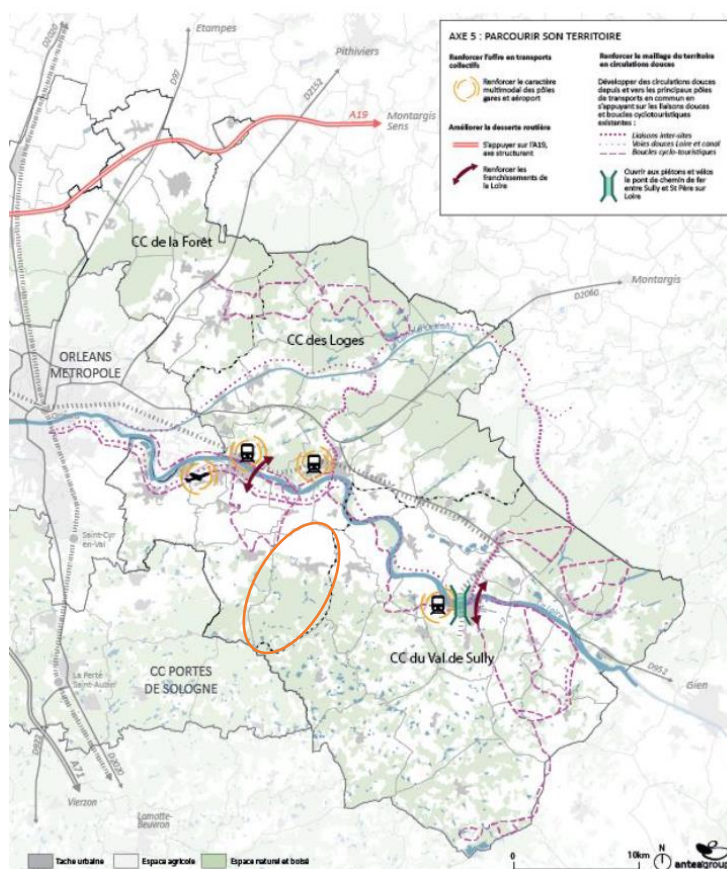 AXE 5 : PARCOURIR SON TERRITOIRE
Renforcer l'offre en transports
collectifs
Renforcer le caractère
multimodal des pôles
gares et aéroport
Améliorer la desserte routière
S'appuyer sur l'A19,
axe structurant
Renforcer les
franchissements de
la Loire
Renforcer le maillage du territoire
en circulations douces
Développer des circulations douces
depuis et vers les principaux pôles
de transports en commun en
s'appuyant sur les liaisons douces
et boucles cyclotouristiques
existantes :
Liaisons inter-sites
Voies douces Loire et canal
Boucles cyclo-touristiques
Ouvrir aux piétons et vélos
le pont de chemin de fer
entre Sully et St Père sur
Loire
D2020
Etampes
D97
Pithiviers
D2152
A19
Montargis
Sens
CC de la Forêt
Montargis
D2060
CC des Loges
ORLEANS
METROPOLE
Saint-Cyr
en-Val
CC du Val de Sully
CC PORTES
DE SOLOGNE
La Ferté
Saint-Aubin
D952
Gien
D922
A71
D2020
Vierzon
Lamotte-
Beuvron
Tache urbaine
Espace agricole
Espace naturel et boisé
0
10km
N
anteagroup